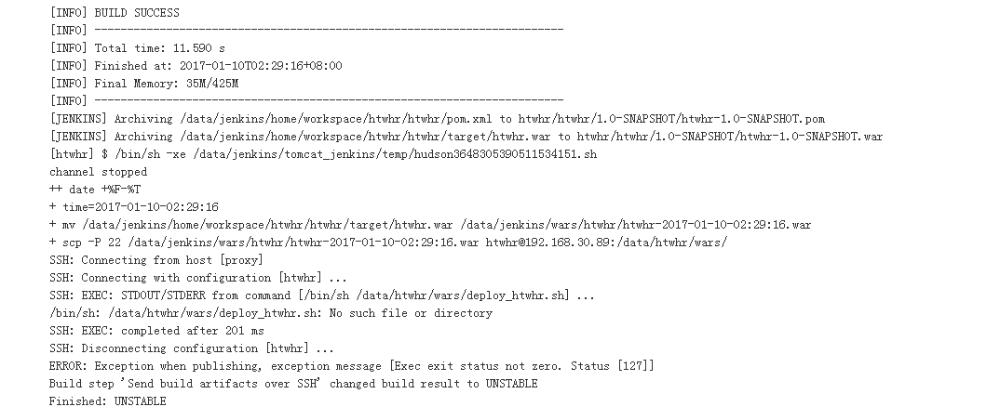 [INFO] BUILD SUCCESS
[INFO] ------------------------------------------------------------------------
[INFO] Total time: 11.590 s
[INFO] Finished at: 2017-01-10T02:29:16+08:00
[INFO] Final Memory: 35M/425M
[INFO] ------------------------------------------------------------------------
[JENKINS] Archiving /data/jenkins/home/workspace/htwhr/htwhr/pom.xml to htwhr/htwhr/1.0-SNAPSHOT/htwhr-1.0-SNAPSHOT.pom
[JENKINS] Archiving /data/jenkins/home/workspace/htwhr/htwhr/target/htwhr.war to htwhr/htwhr/1.0-SNAPSHOT/htwhr-1.0-SNAPSHOT.war
[htwhr] $ /bin/sh -xe /data/jenkins/tomcat_jenkins/temp/hudson3648305390511534151.sh
channel stopped
++ date +%F-%T
+ time=2017-01-10-02:29:16
+ mv /data/jenkins/home/workspace/htwhr/htwhr/target/htwhr.war /data/jenkins/wars/htwhr/htwhr-2017-01-10-02:29:16.war
+ scp -P 22 /data/jenkins/wars/htwhr/htwhr-2017-01-10-02:29:16.war htwhr@192.168.30.89:/data/htwhr/wars/
SSH: Connecting from host [proxy]
SSH: Connecting with configuration [htwhr] ...
SSH: EXEC: STDOUT/STDERR from command [/bin/sh /data/htwhr/wars/deploy_htwhr.sh] ...
/bin/sh: /data/htwhr/wars/deploy_htwhr.sh: No such file or directory
SSH: EXEC: completed after 201 ms
SSH: Disconnecting configuration [htwhr] ...
ERROR: Exception when publishing, exception message [Exec exit status not zero. Status [127]]
Build step 'Send build artifacts over SSH' changed build result to UNSTABLE
Finished: UNSTABLE